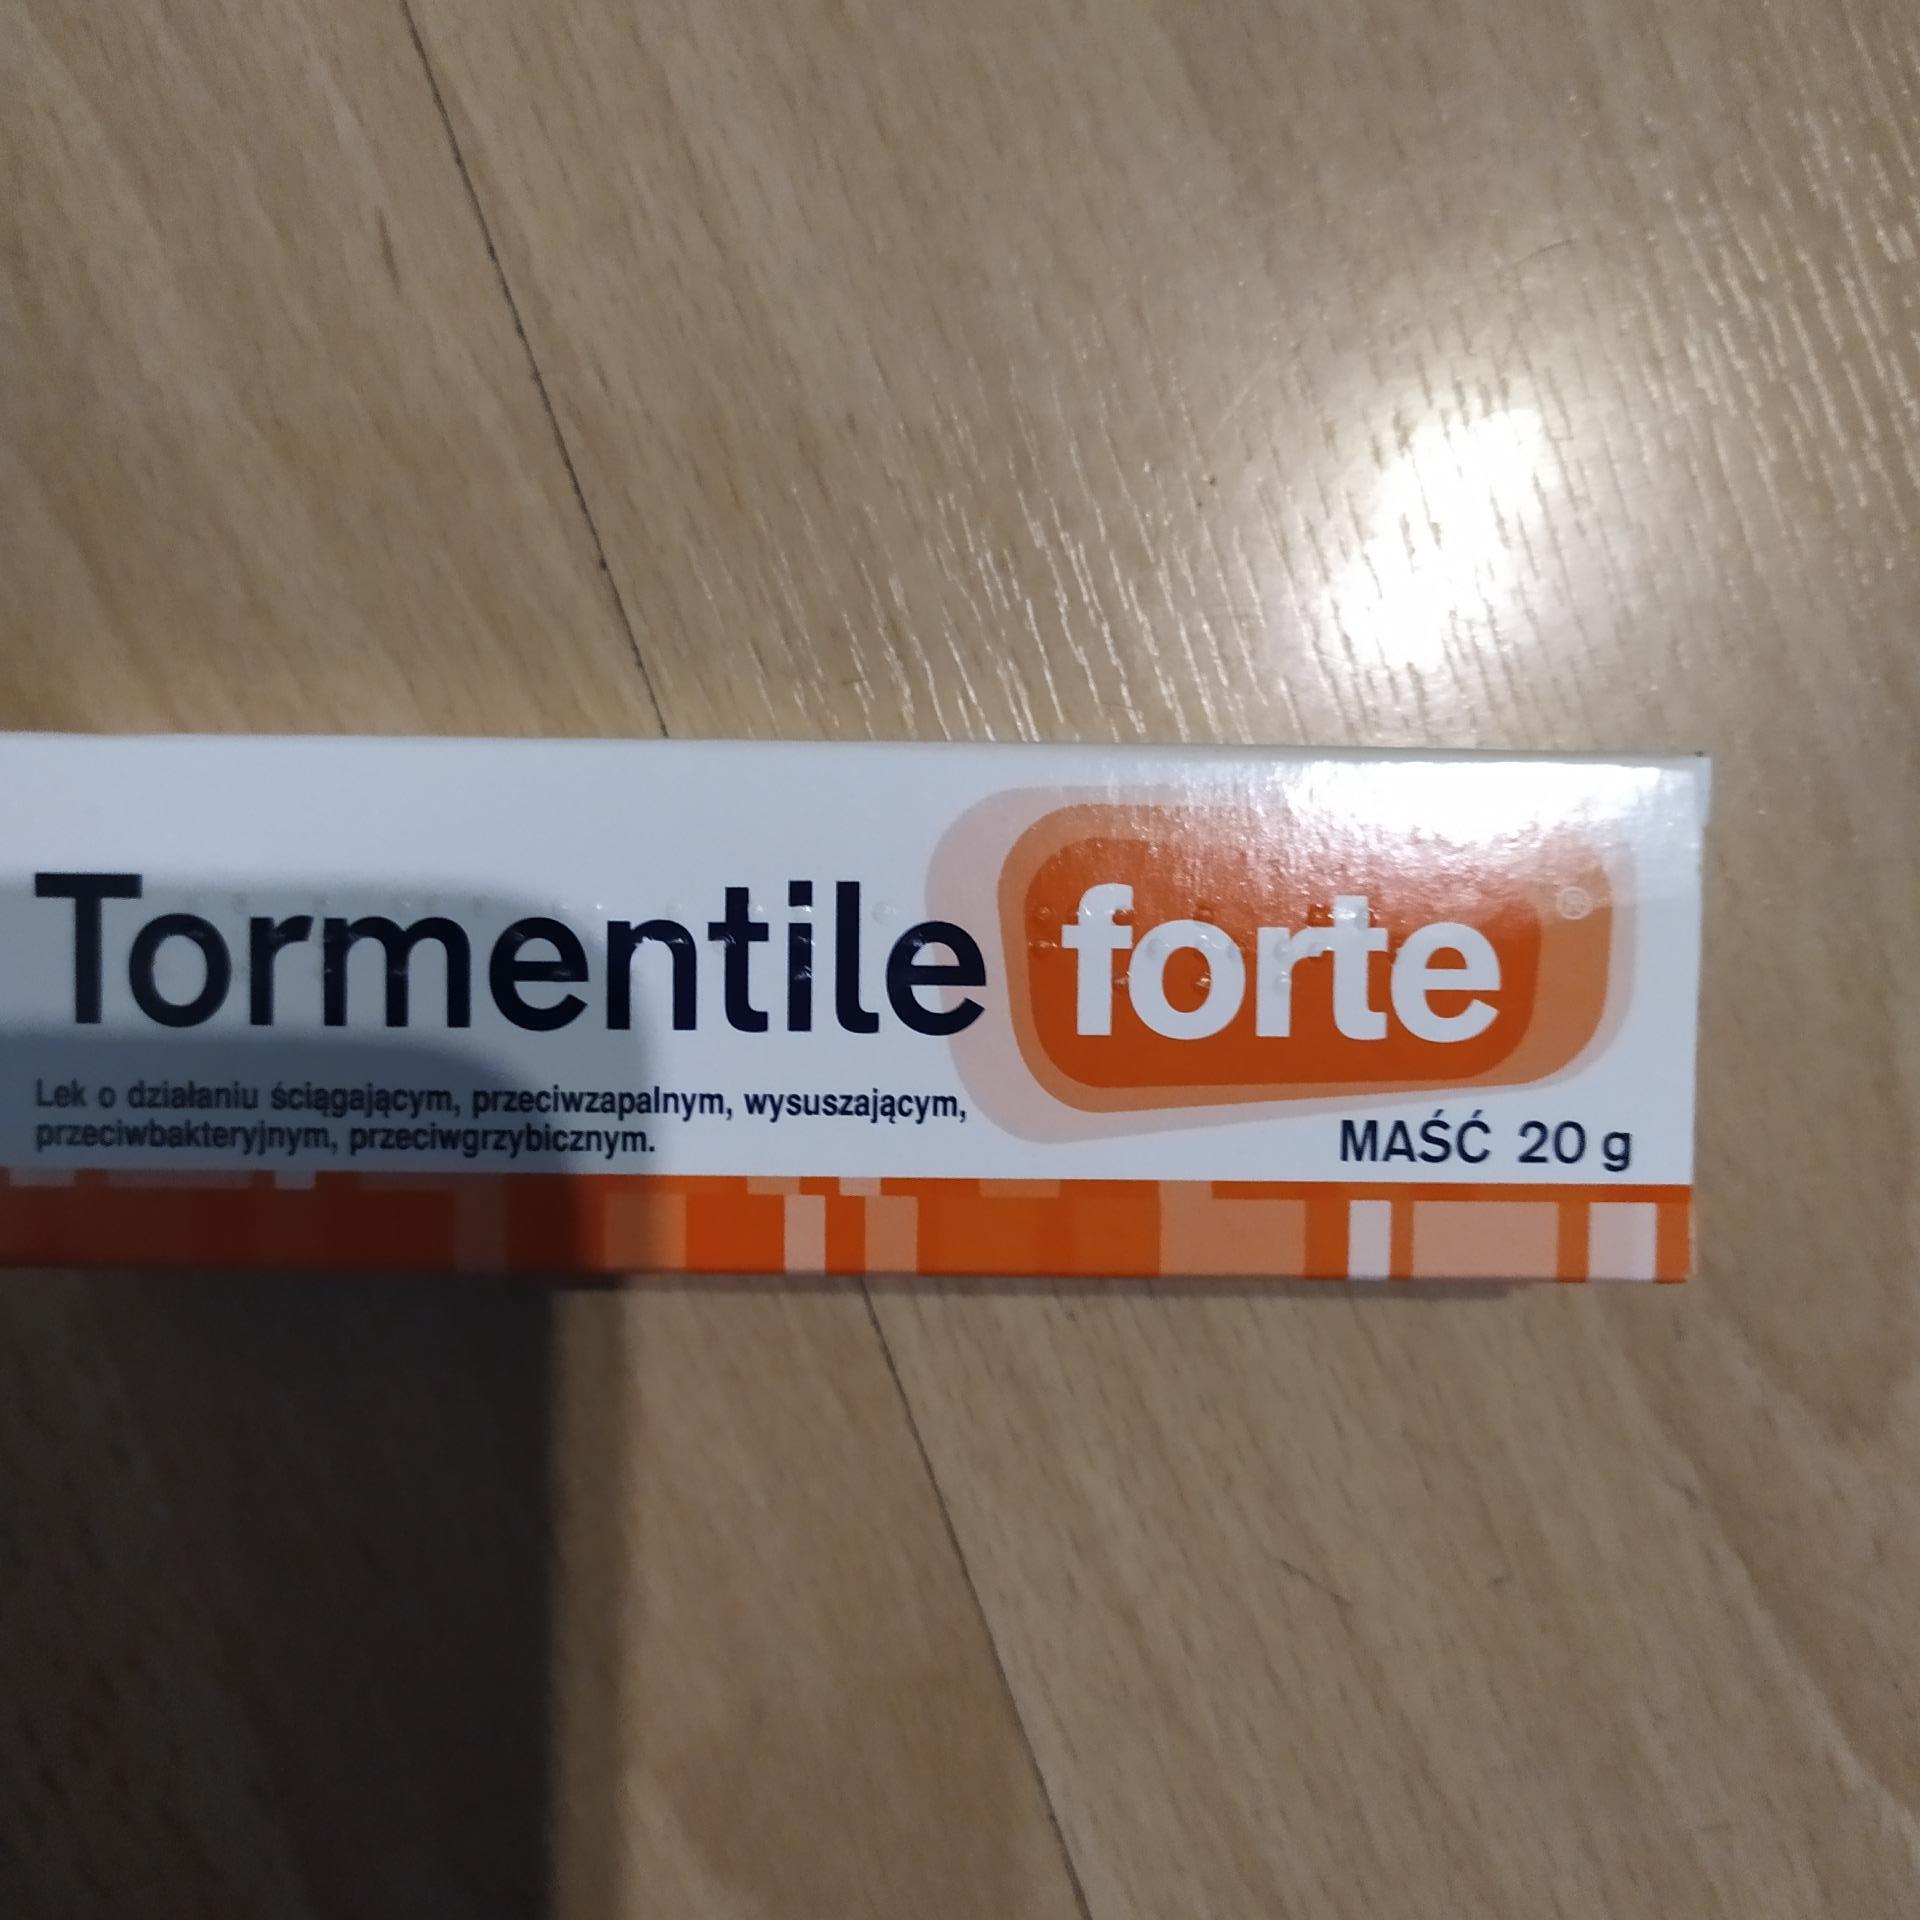 Tormentile forte ®
Lek o działaniu ściągającym, przeciwzapalnym, wysuszającym,
przeciwbakteryjnym, przeciwgrzybicznym.
MAŚĆ 20 g